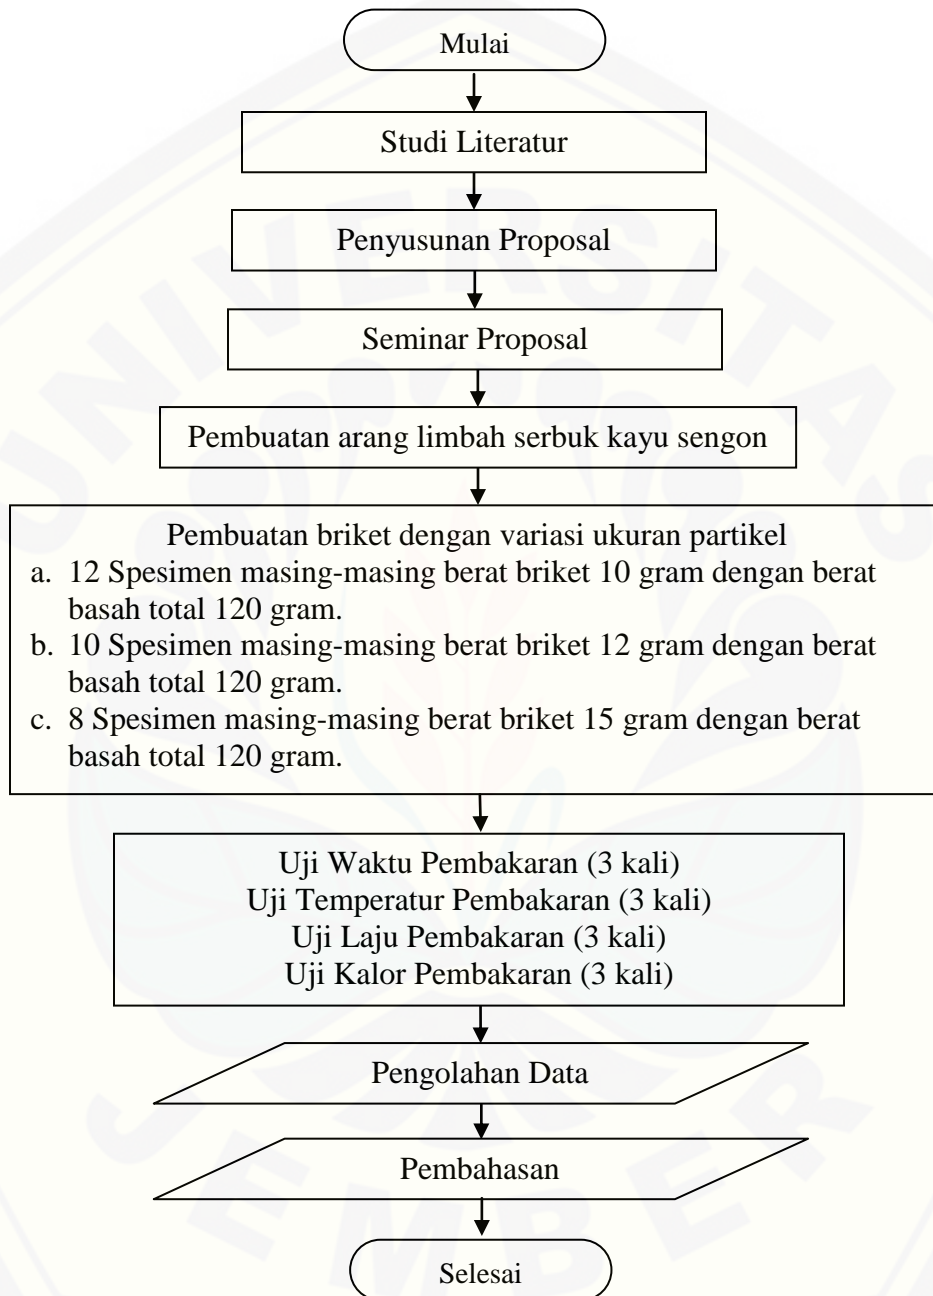 Mulai
Studi Literatur
Penyusunan Proposal
Seminar Proposal
Pembuatan arang limbah serbuk kayu sengon
Pembuatan briket dengan variasi ukuran partikel
a. 12 Spesimen masing-masing berat briket 10 gram dengan berat
basah total 120 gram.
b. 10 Spesimen masing-masing berat briket 12 gram dengan berat
basah total 120 gram.
c. 8 Spesimen masing-masing berat briket 15 gram dengan berat
basah total 120 gram.
Uji Waktu Pembakaran (3 kali)
Uji Temperatur Pembakaran (3 kali)
Uji Laju Pembakaran (3 kali)
Uji Kalor Pembakaran (3 kali)
Pengolahan Data
Pembahasan
Selesai
UNIVERSITAS
JEMBER